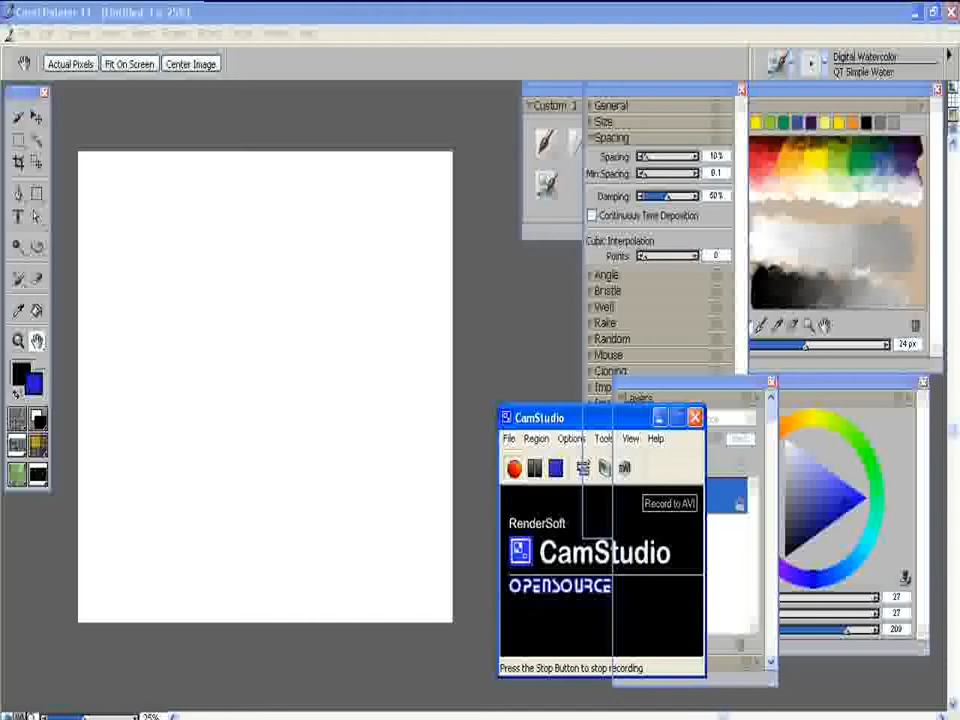 Corel Painter 11 - [Untitled-1 @ 25%]
Actual Pixels Fit On Screen Center Image
Digital Watercolor
QT Simple Water
Custom 1
General
Size
Spacing
Spacing: 10%
Min Spacing: 0.1
Damping: 60%
Continuous Time Deposition
Cubic Interpolation
Points: 0
Angle
Bristle
Well
Rake
Random
Mouse
Cloning
Imp
24 px
Layers
CamStudio
File Region Options Tools View Help
Record to AVI
RenderSoft
CamStudio
OPENSOURCE
Press the Stop Button to stop recording
27
27
209
25%